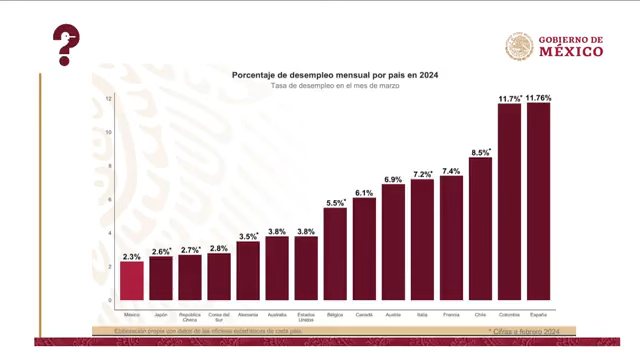 GOBIERNO DE
MÉXICO
Porcentaje de desempleo mensual por pais en 2024
Tasa de desempleo en el mes de marzo
12
10
8
6
4
2
0
2.3%
2.6%*
2.7%*
2.8%
3.5%*
3.8%
3.8%
5.5%*
6.1%
6.9%
7.2%*
7.4%
8.5%*
11.7%*
11.76%
México
Japón
República
Checa
Corea del
Sur
Alemania
Australia
Estados
Unidos
Bélgica
Canadá
Austria
Italia
Francia
Chile
Colombia
España
Elaboración propia con datos de las oficinas estadísticas de cada país.
* Cifras a febrero 2024